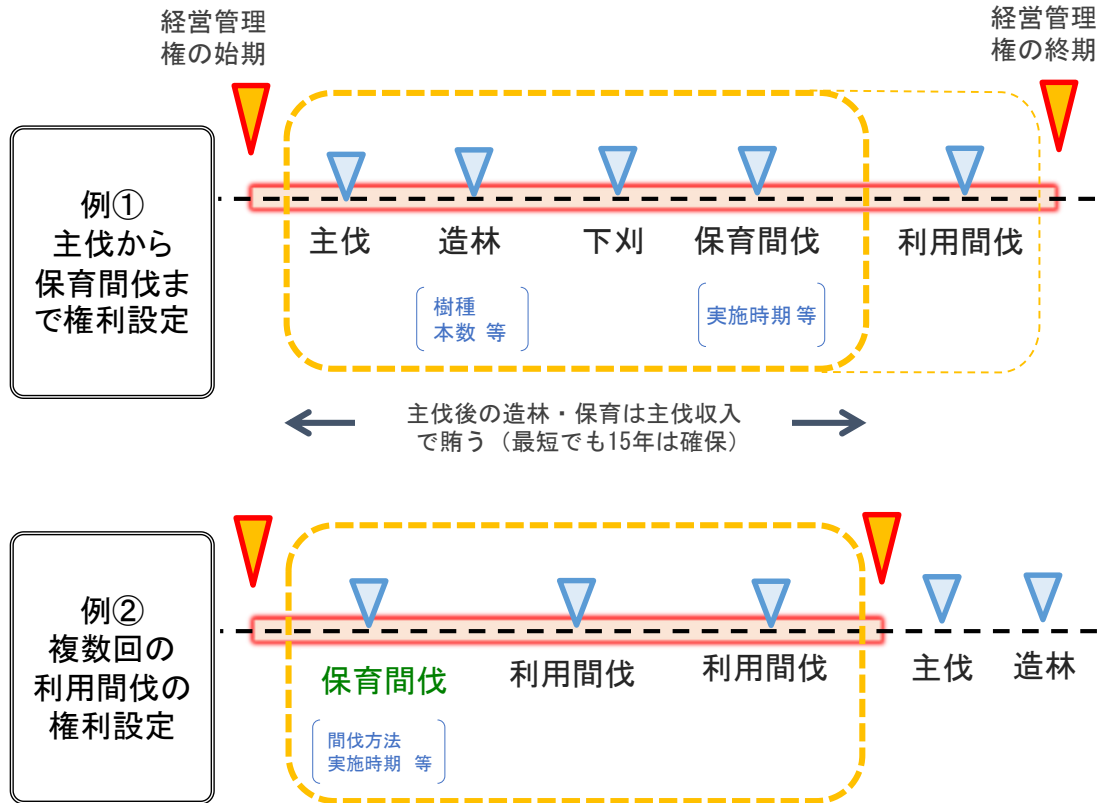 経営管理
権の始期
経営管理
権の終期
例①
主伐から
保育間伐ま
で権利設定
主伐
造林
下刈
保育間伐
利用間伐
樹種
本数 等
実施時期 等
主伐後の造林・保育は主伐収入
で賄う（最短でも15年は確保）
例②
複数回の
利用間伐の
権利設定
保育間伐
利用間伐
利用間伐
主伐
造林
間伐方法
実施時期 等